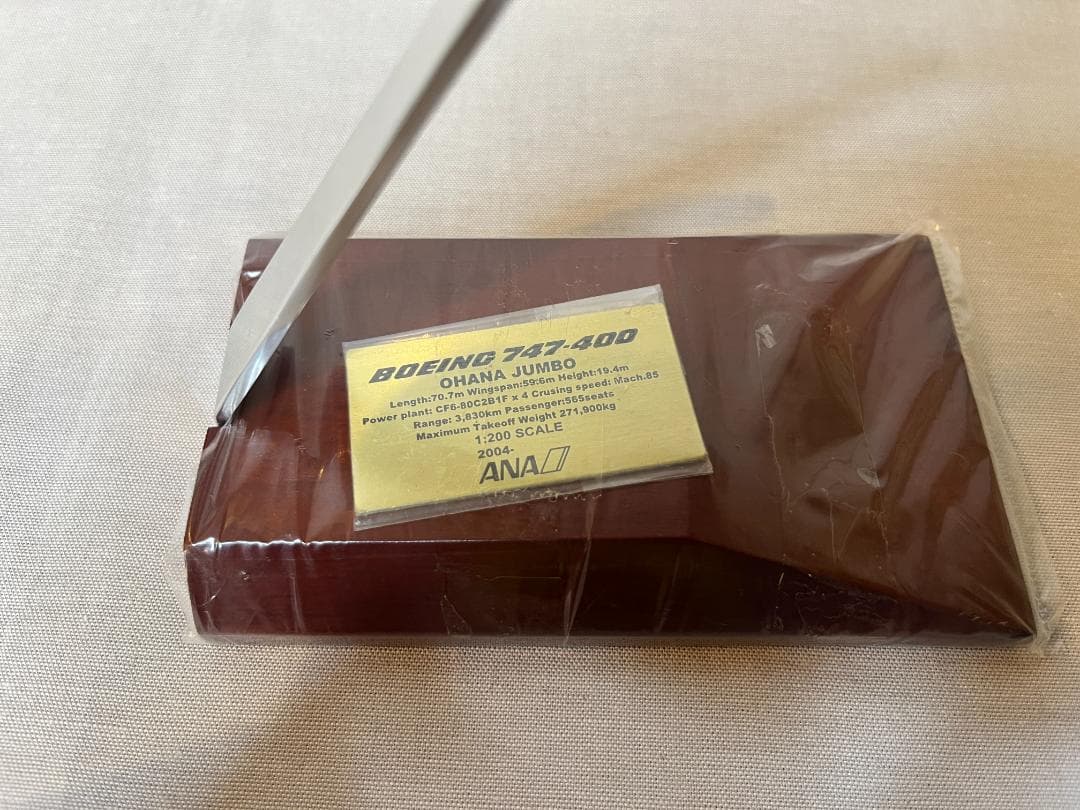 BOEING 747-400
OHANA JUMBO
Length:70.7m Wingspan:59:6m Height:19.4m
Power plant: CF6-80C2B1F x 4 Crusing speed: Mach.85
Range: 3,830km Passenger:565seats
Maximum Takeoff Weight 271,900kg
1:200 SCALE
2004-
ANA